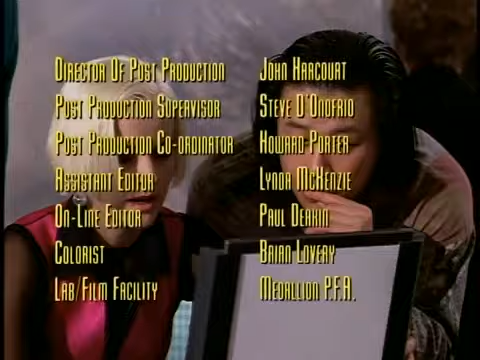 Director Of Post Production John Harcourt
Post Production Supervisor Steve D'Onofrio
Post Production Co-ordinator Howard Porter
Assistant Editor Lynda McKenzie
On-Line Editor Paul Deakin
Colorist Brian Lovery
Lab/Film Facility Medallion P.F.A.